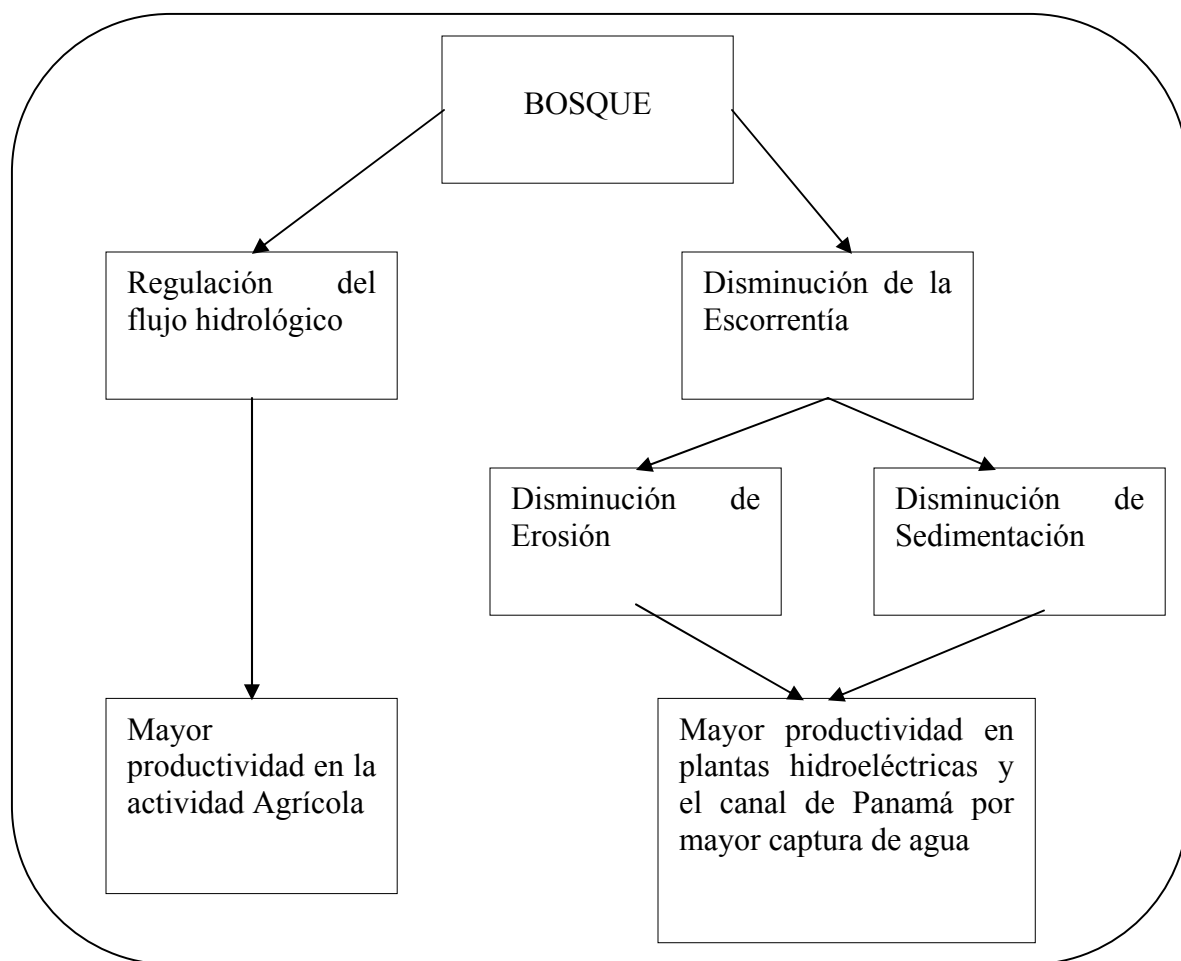 BOSQUE
Regulación del
flujo hidrológico
Disminución de la
Escorrentía
Disminución de
Erosión
Disminución de
Sedimentación
Mayor
productividad en la
actividad Agrícola
Mayor productividad en
plantas hidroeléctricas y
el canal de Panamá por
mayor captura de agua